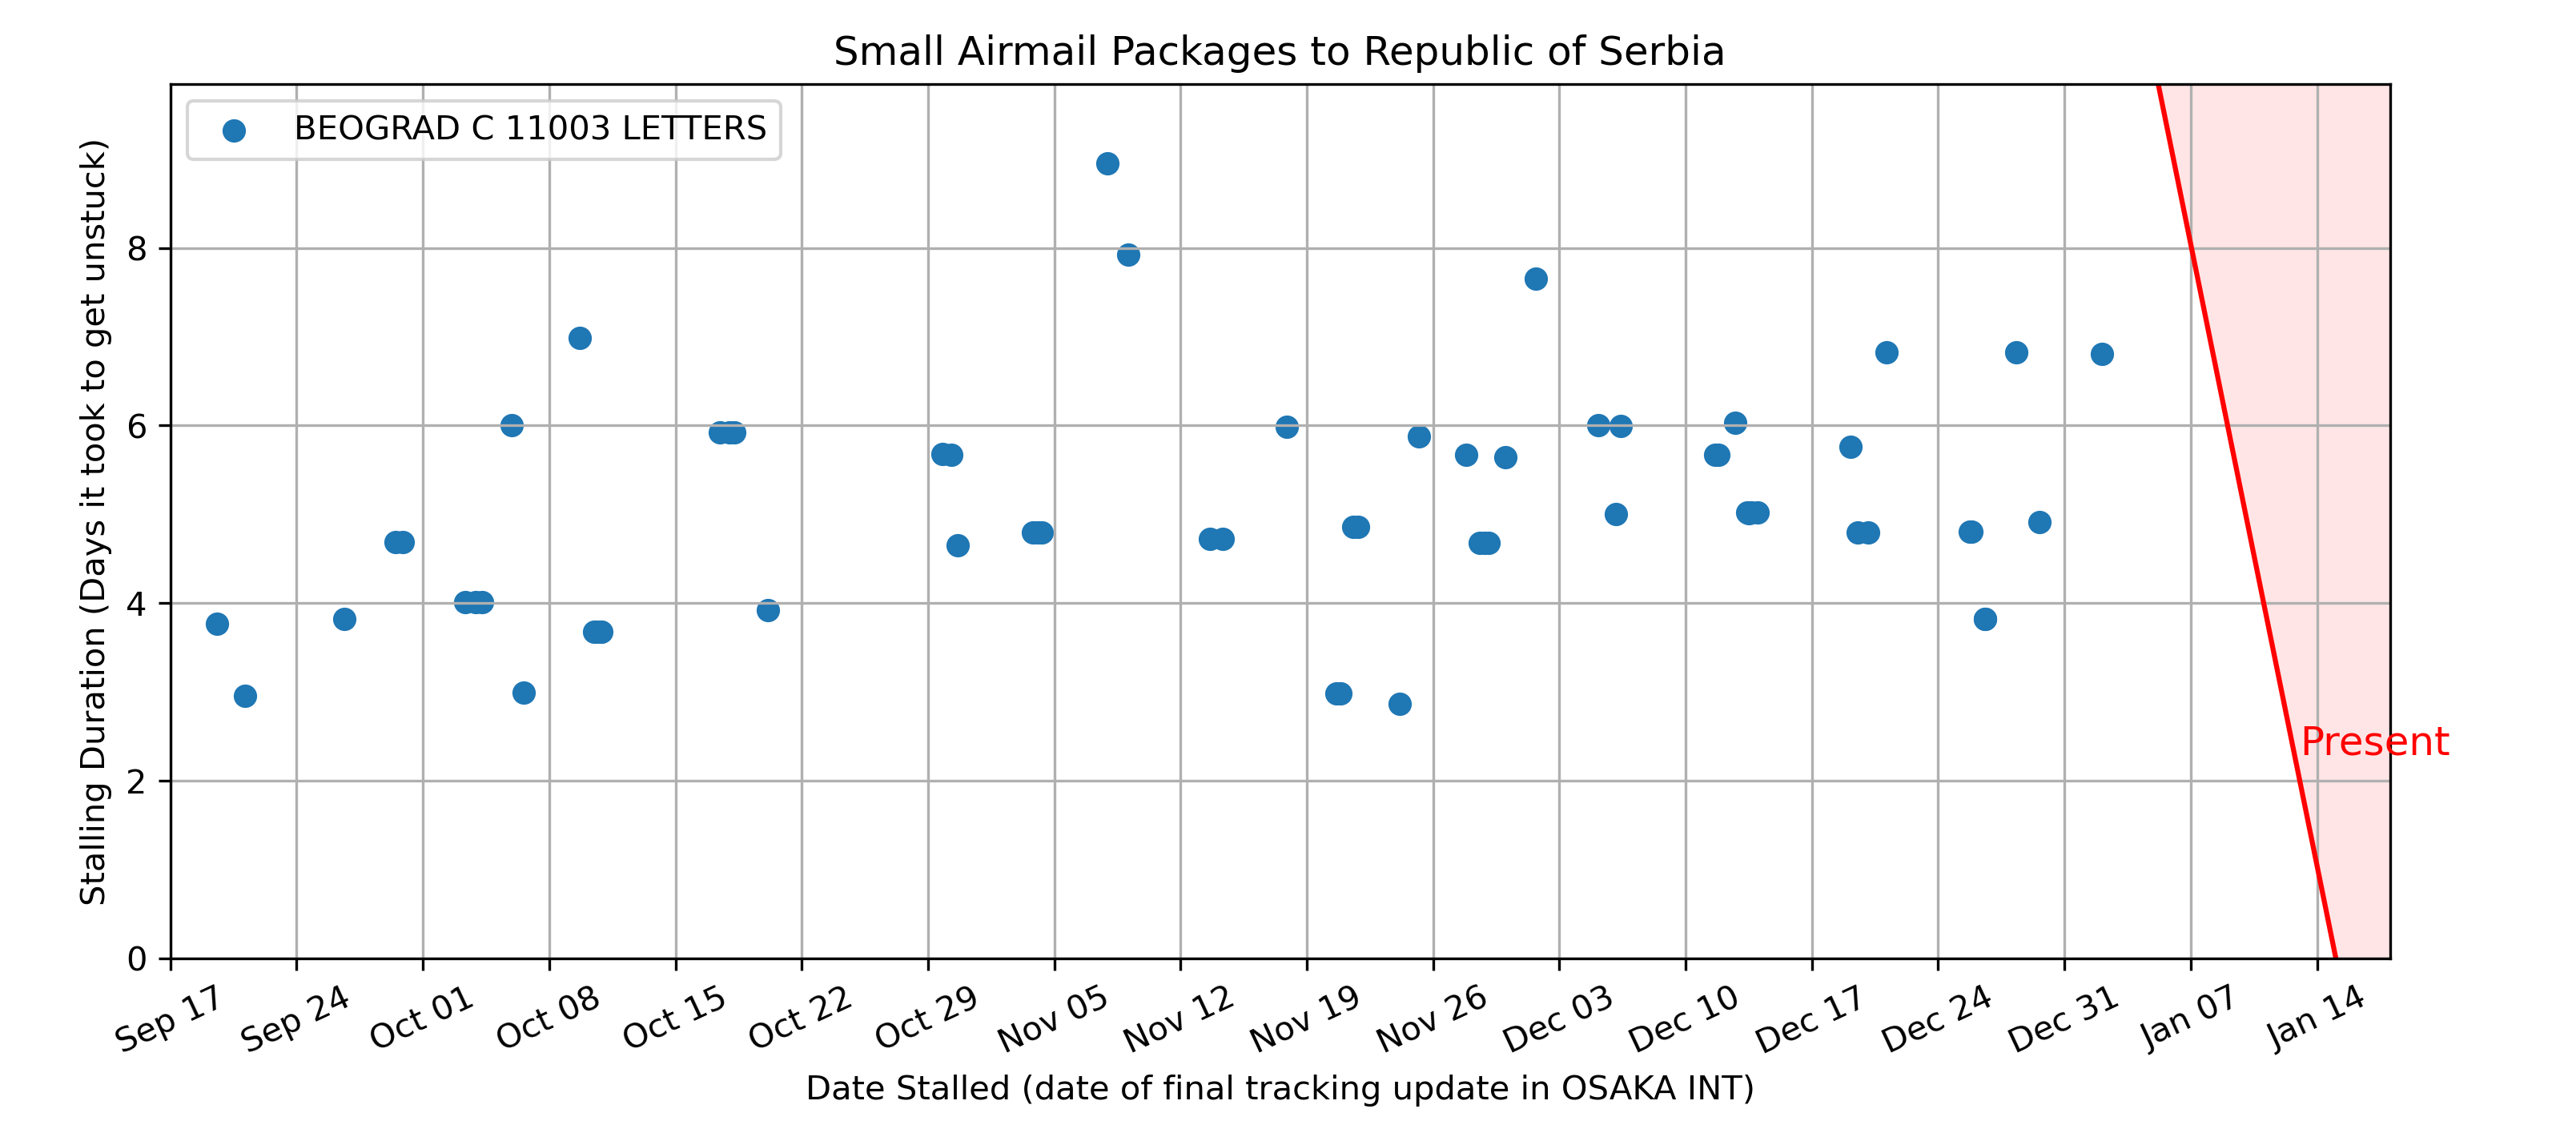 Small Airmail Packages to Republic of Serbia
BEOGRAD C 11003 LETTERS
Stalling Duration (Days it took to get unstuck)
8
6
4
2
0
Present
Sep 17
Sep 24
Oct 01
Oct 08
Oct 15
Oct 22
Oct 29
Nov 05
Nov 12
Nov 19
Nov 26
Dec 03
Dec 10
Dec 17
Dec 24
Dec 31
Jan 07
Jan 14
Date Stalled (date of final tracking update in OSAKA INT)